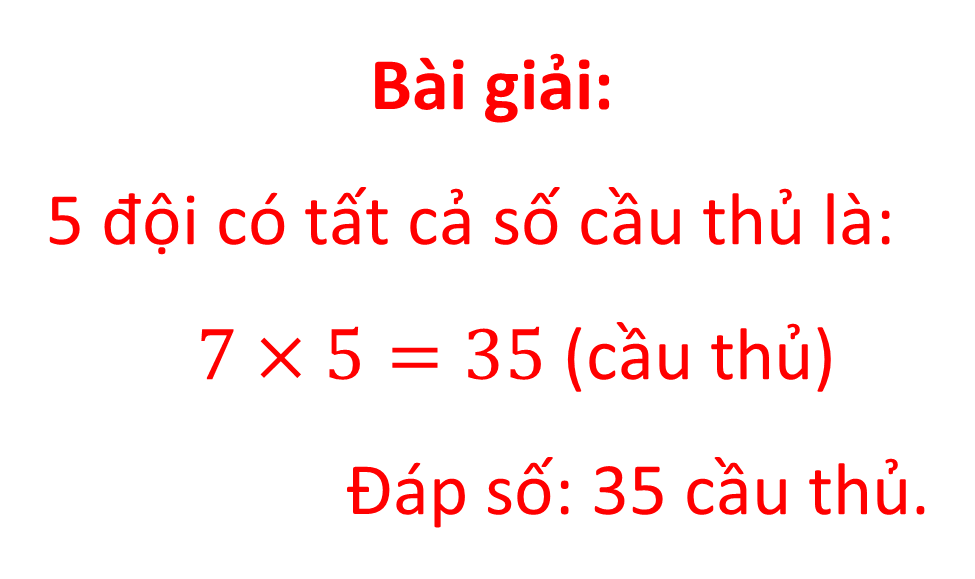 Bài giải:
5 đội có tất cả số cầu thủ là:
7 × 5 = 35 (cầu thủ)
Đáp số: 35 cầu thủ.